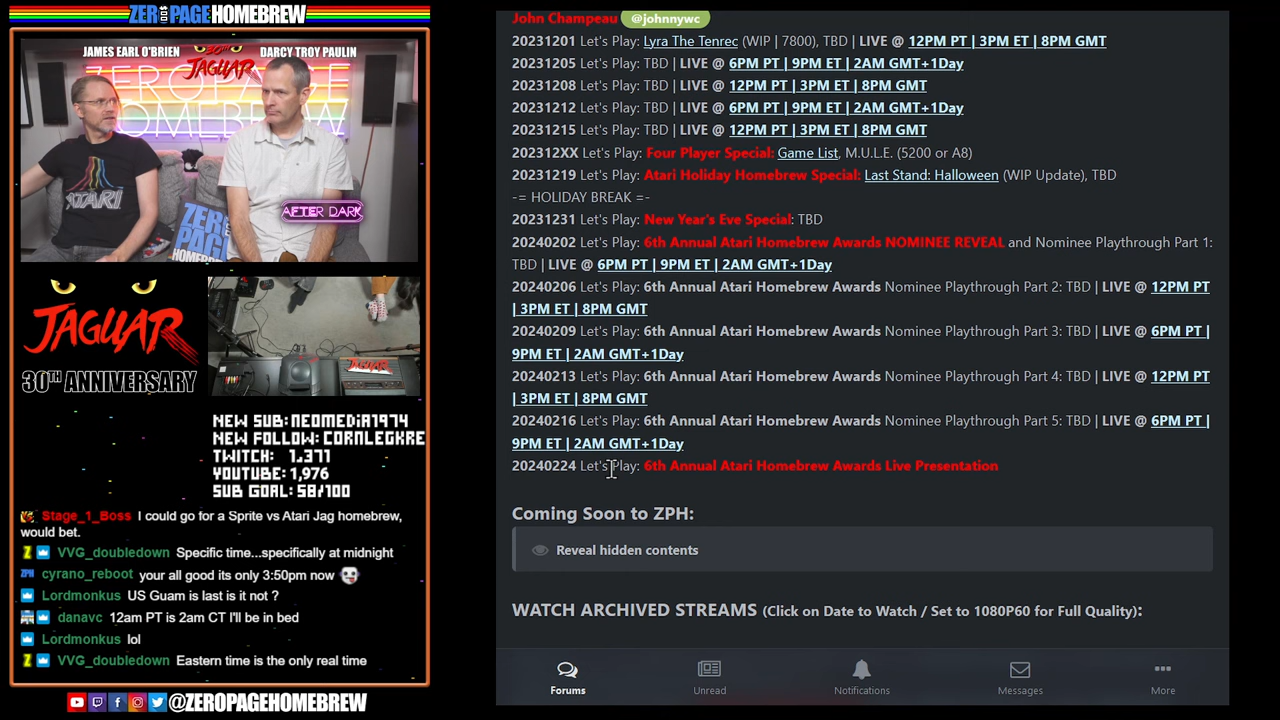 ZERO PAGE HOMEBREW
JAMES EARL O'BRIEN
DARCY TROY PAULIN
30TH
JAGUAR
ZEROPAGE
HOMEBREW
ATARI
ZERO
PAGE
HOMEBREW
AFTER DARK
JAGUAR
30TH ANNIVERSARY
JAGUAR
NEW SUB:NEOMEDIA1974
NEW FOLLOW:CORNLEGKRE
TWITCH: 1,371
YOUTUBE: 1,976
SUB GOAL: 58/100
Stage_1_Boss I could go for a Sprite vs Atari Jag homebrew,
would bet.
VVG_doubledown Specific time...specifically at midnight
cyrano_reboot your all good its only 3:50pm now
Lordmonkus US Guam is last is it not ?
danavc 12am PT is 2am CT I'll be in bed
Lordmonkus lol
VVG_doubledown Eastern time is the only real time
@ZEROPAGEHOMEBREW
John Champeau @johnnywc
20231201 Let's Play: Lyra The Tenrec (WIP | 7800), TBD | LIVE @ 12PM PT | 3PM ET | 8PM GMT
20231205 Let's Play: TBD | LIVE @ 6PM PT | 9PM ET | 2AM GMT+1Day
20231208 Let's Play: TBD | LIVE @ 12PM PT | 3PM ET | 8PM GMT
20231212 Let's Play: TBD | LIVE @ 6PM PT | 9PM ET | 2AM GMT+1Day
20231215 Let's Play: TBD | LIVE @ 12PM PT | 3PM ET | 8PM GMT
202312XX Let's Play: Four Player Special: Game List, M.U.L.E. (5200 or A8)
20231219 Let's Play: Atari Holiday Homebrew Special: Last Stand: Halloween (WIP Update), TBD
-= HOLIDAY BREAK =-
20231231 Let's Play: New Year's Eve Special: TBD
20240202 Let's Play: 6th Annual Atari Homebrew Awards NOMINEE REVEAL and Nominee Playthrough Part 1:
TBD | LIVE @ 6PM PT | 9PM ET | 2AM GMT+1Day
20240206 Let's Play: 6th Annual Atari Homebrew Awards Nominee Playthrough Part 2: TBD | LIVE @ 12PM PT
| 3PM ET | 8PM GMT
20240209 Let's Play: 6th Annual Atari Homebrew Awards Nominee Playthrough Part 3: TBD | LIVE @ 6PM PT |
9PM ET | 2AM GMT+1Day
20240213 Let's Play: 6th Annual Atari Homebrew Awards Nominee Playthrough Part 4: TBD | LIVE @ 12PM PT
| 3PM ET | 8PM GMT
20240216 Let's Play: 6th Annual Atari Homebrew Awards Nominee Playthrough Part 5: TBD | LIVE @ 6PM PT |
9PM ET | 2AM GMT+1Day
20240224 Let's Play: 6th Annual Atari Homebrew Awards Live Presentation
Coming Soon to ZPH:
Reveal hidden contents
WATCH ARCHIVED STREAMS (Click on Date to Watch / Set to 1080P60 for Full Quality):
Forums
Unread
Notifications
Messages
More